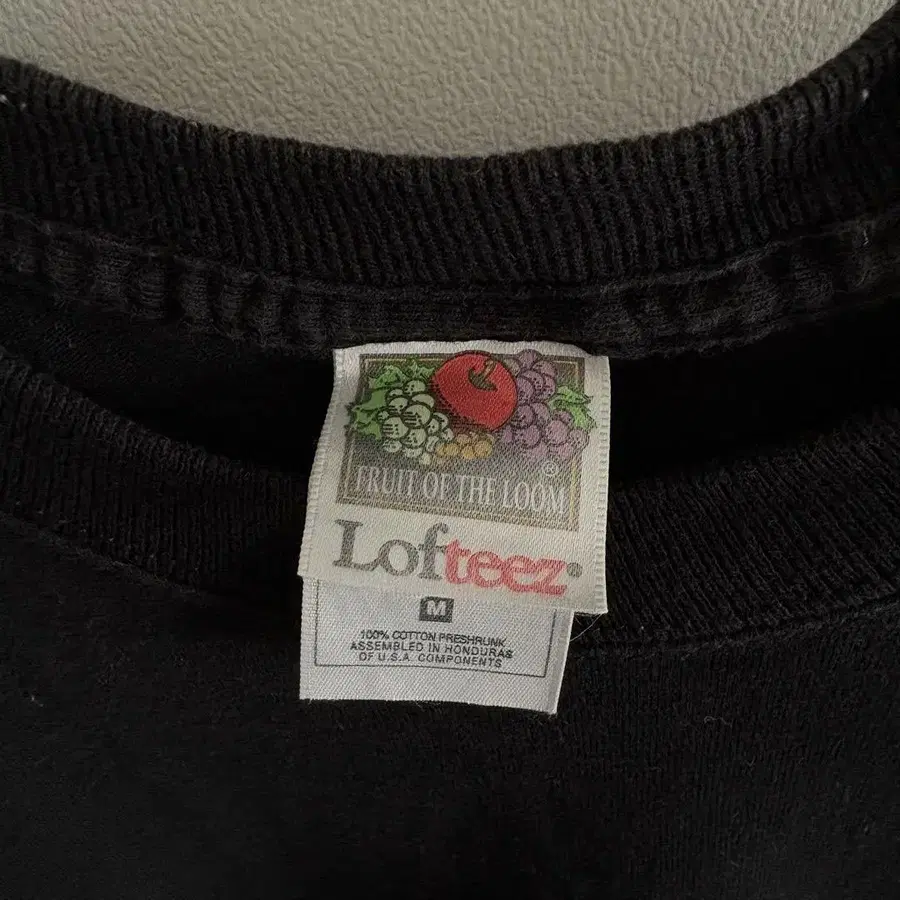 ®
FRUIT OF THE LOOM
Lofteez
M
100% COTTON PRESHRUNK
ASSEMBLED IN HONDURAS
OF U.S.A. COMPONENTS